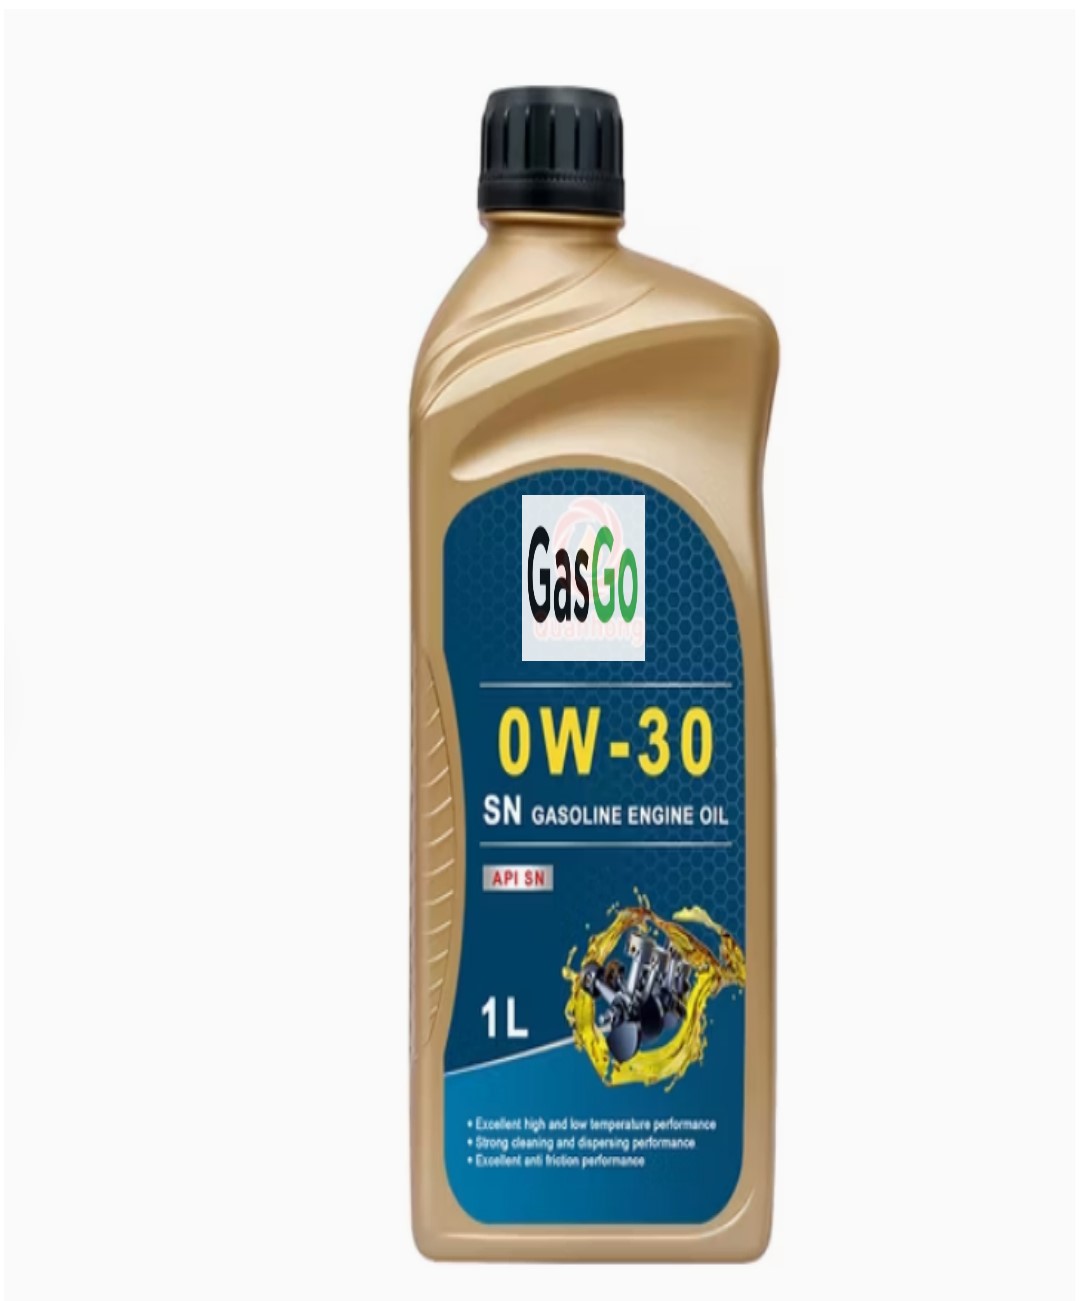 GasGo
0W-30
SN GASOLINE ENGINE OIL
API SN
1L
• Excellent high and low temperature performance
• Strong cleaning and dispersing performance
• Excellent anti friction performance